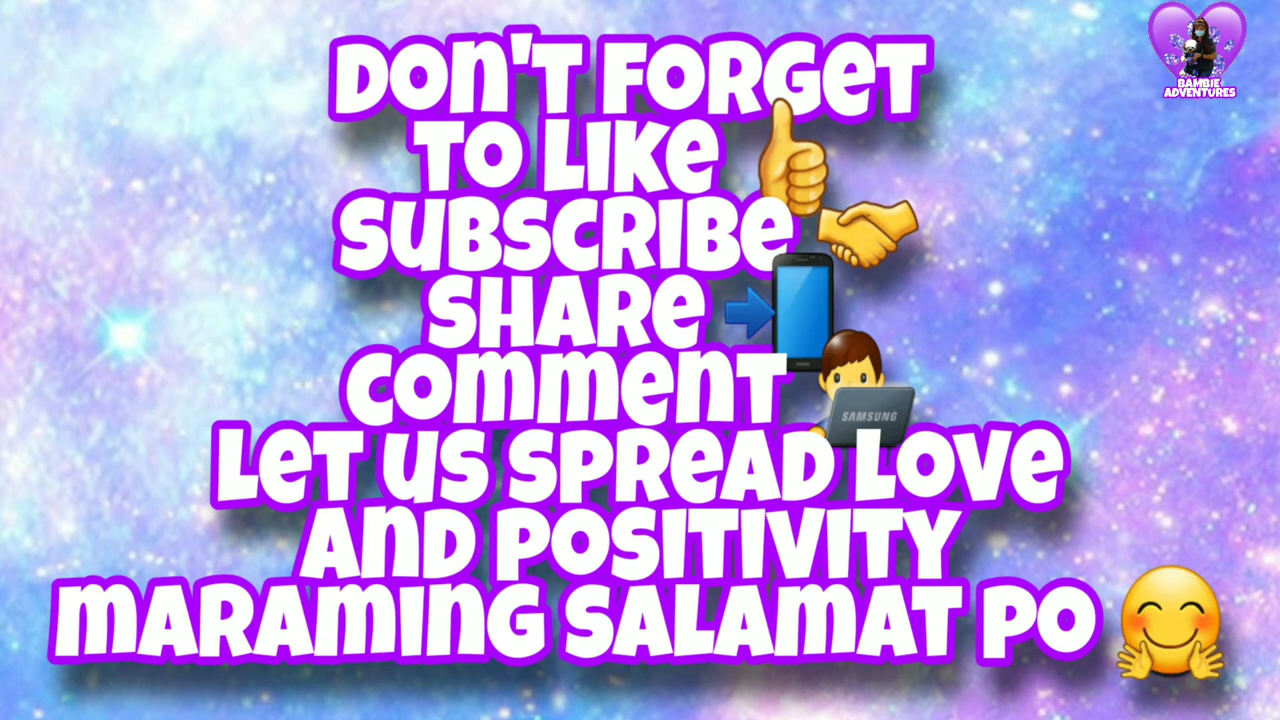 DON'T FORGET
TO LIKE
SUBSCRIBE
SHARE
COMMENT
LET US SPREAD LOVE
AND POSITIVITY
MARAMING SALAMAT PO
SAMSUNG
BAMBIE
ADVENTURES